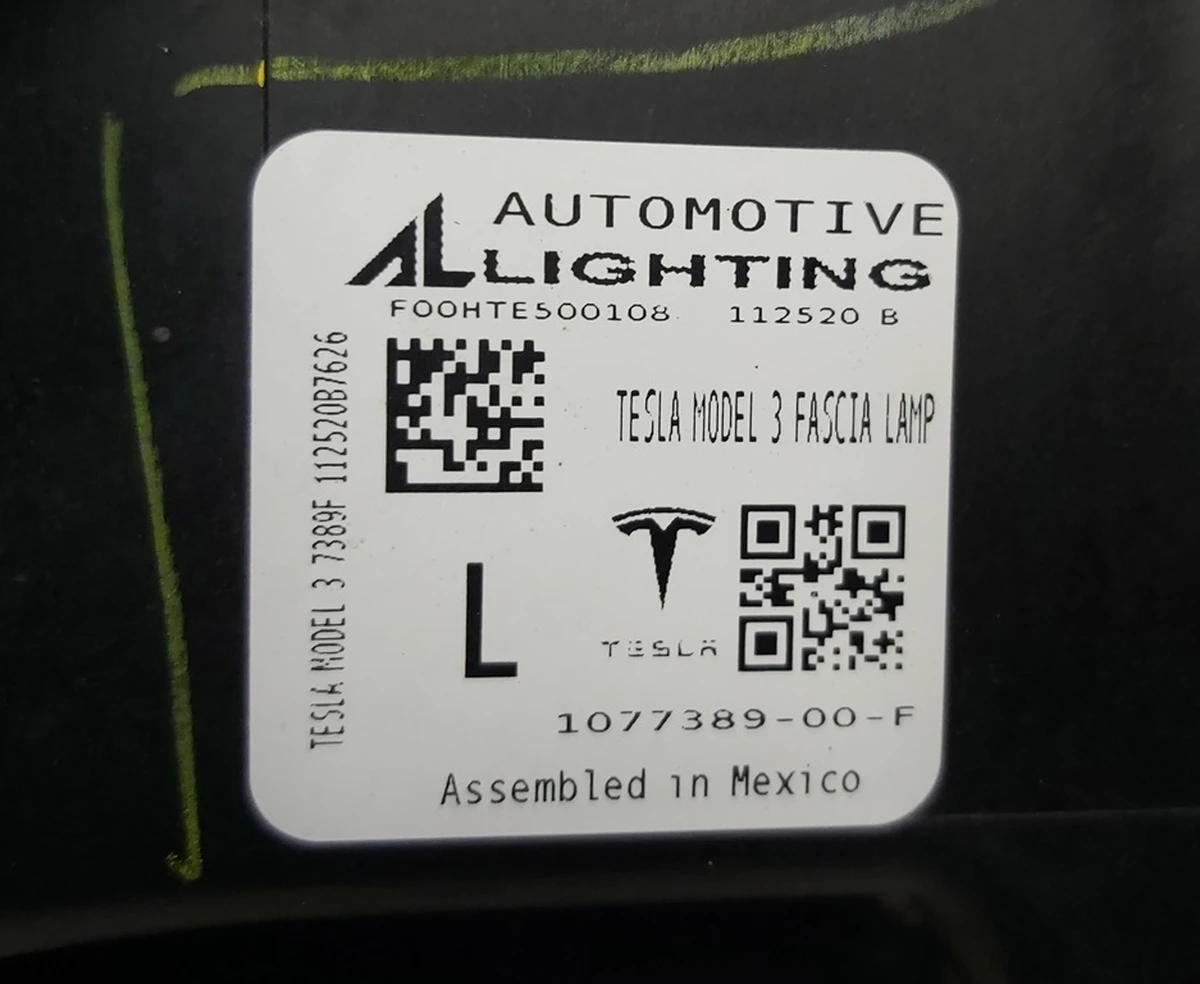 AL AUTOMOTIVE
LIGHTING
F00HTE500108 112520 B
TESLA MODEL 3 7389F 112520B7626
TESLA MODEL 3 FASCIA LAMP
L
TESLA
1077389-00-F
Assembled in Mexico